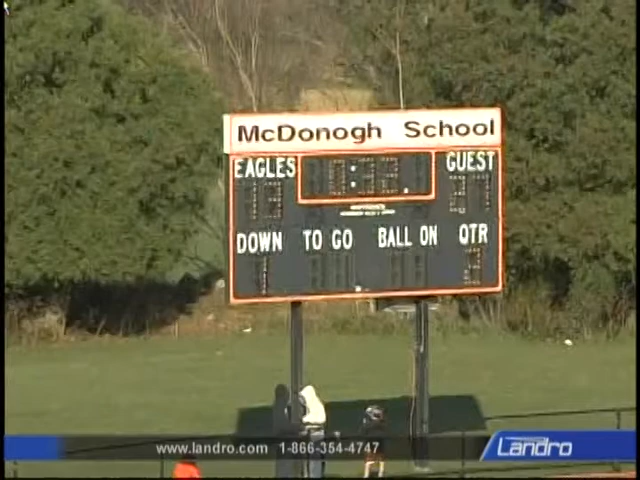 McDonogh School
EAGLES GUEST
DOWN TO GO BALL ON QTR
www.landro.com 1-866-354-4747 Landro